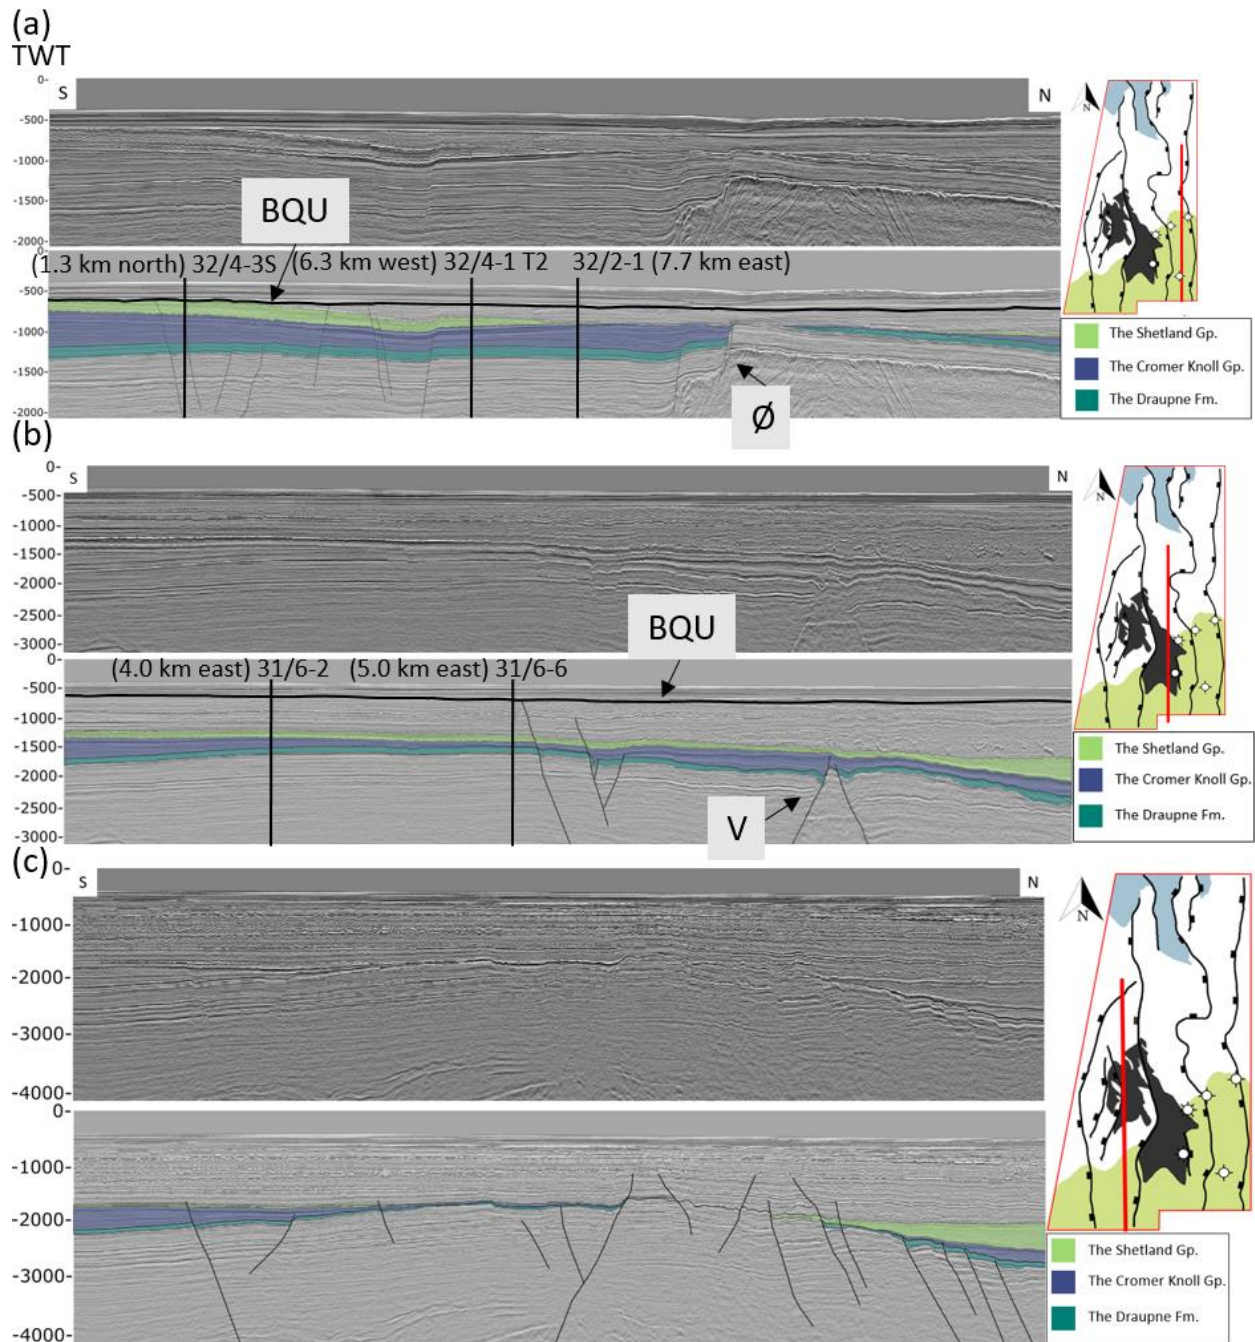 (a)
TWT
0-
-500-
-1000-
-1500-
-2000-
S
N
N
BQU
0-
-500-
-1000-
-1500-
-2000-
(1.3 km north) 32/4-3S
(6.3 km west) 32/4-1 T2
32/2-1 (7.7 km east)
Ø
The Shetland Gp.
The Cromer Knoll Gp.
The Draupne Fm.
(b)
0-
-500-
-1000-
-1500-
-2000-
-2500-
-3000-
S
N
N
BQU
0-
-500-
-1000-
-1500-
-2000-
-2500-
-3000-
(4.0 km east) 31/6-2
(5.0 km east) 31/6-6
V
The Shetland Gp.
The Cromer Knoll Gp.
The Draupne Fm.
(c)
0-
-1000-
-2000-
-3000-
-4000-
S
N
N
0-
-1000-
-2000-
-3000-
-4000-
The Shetland Gp.
The Cromer Knoll Gp.
The Draupne Fm.